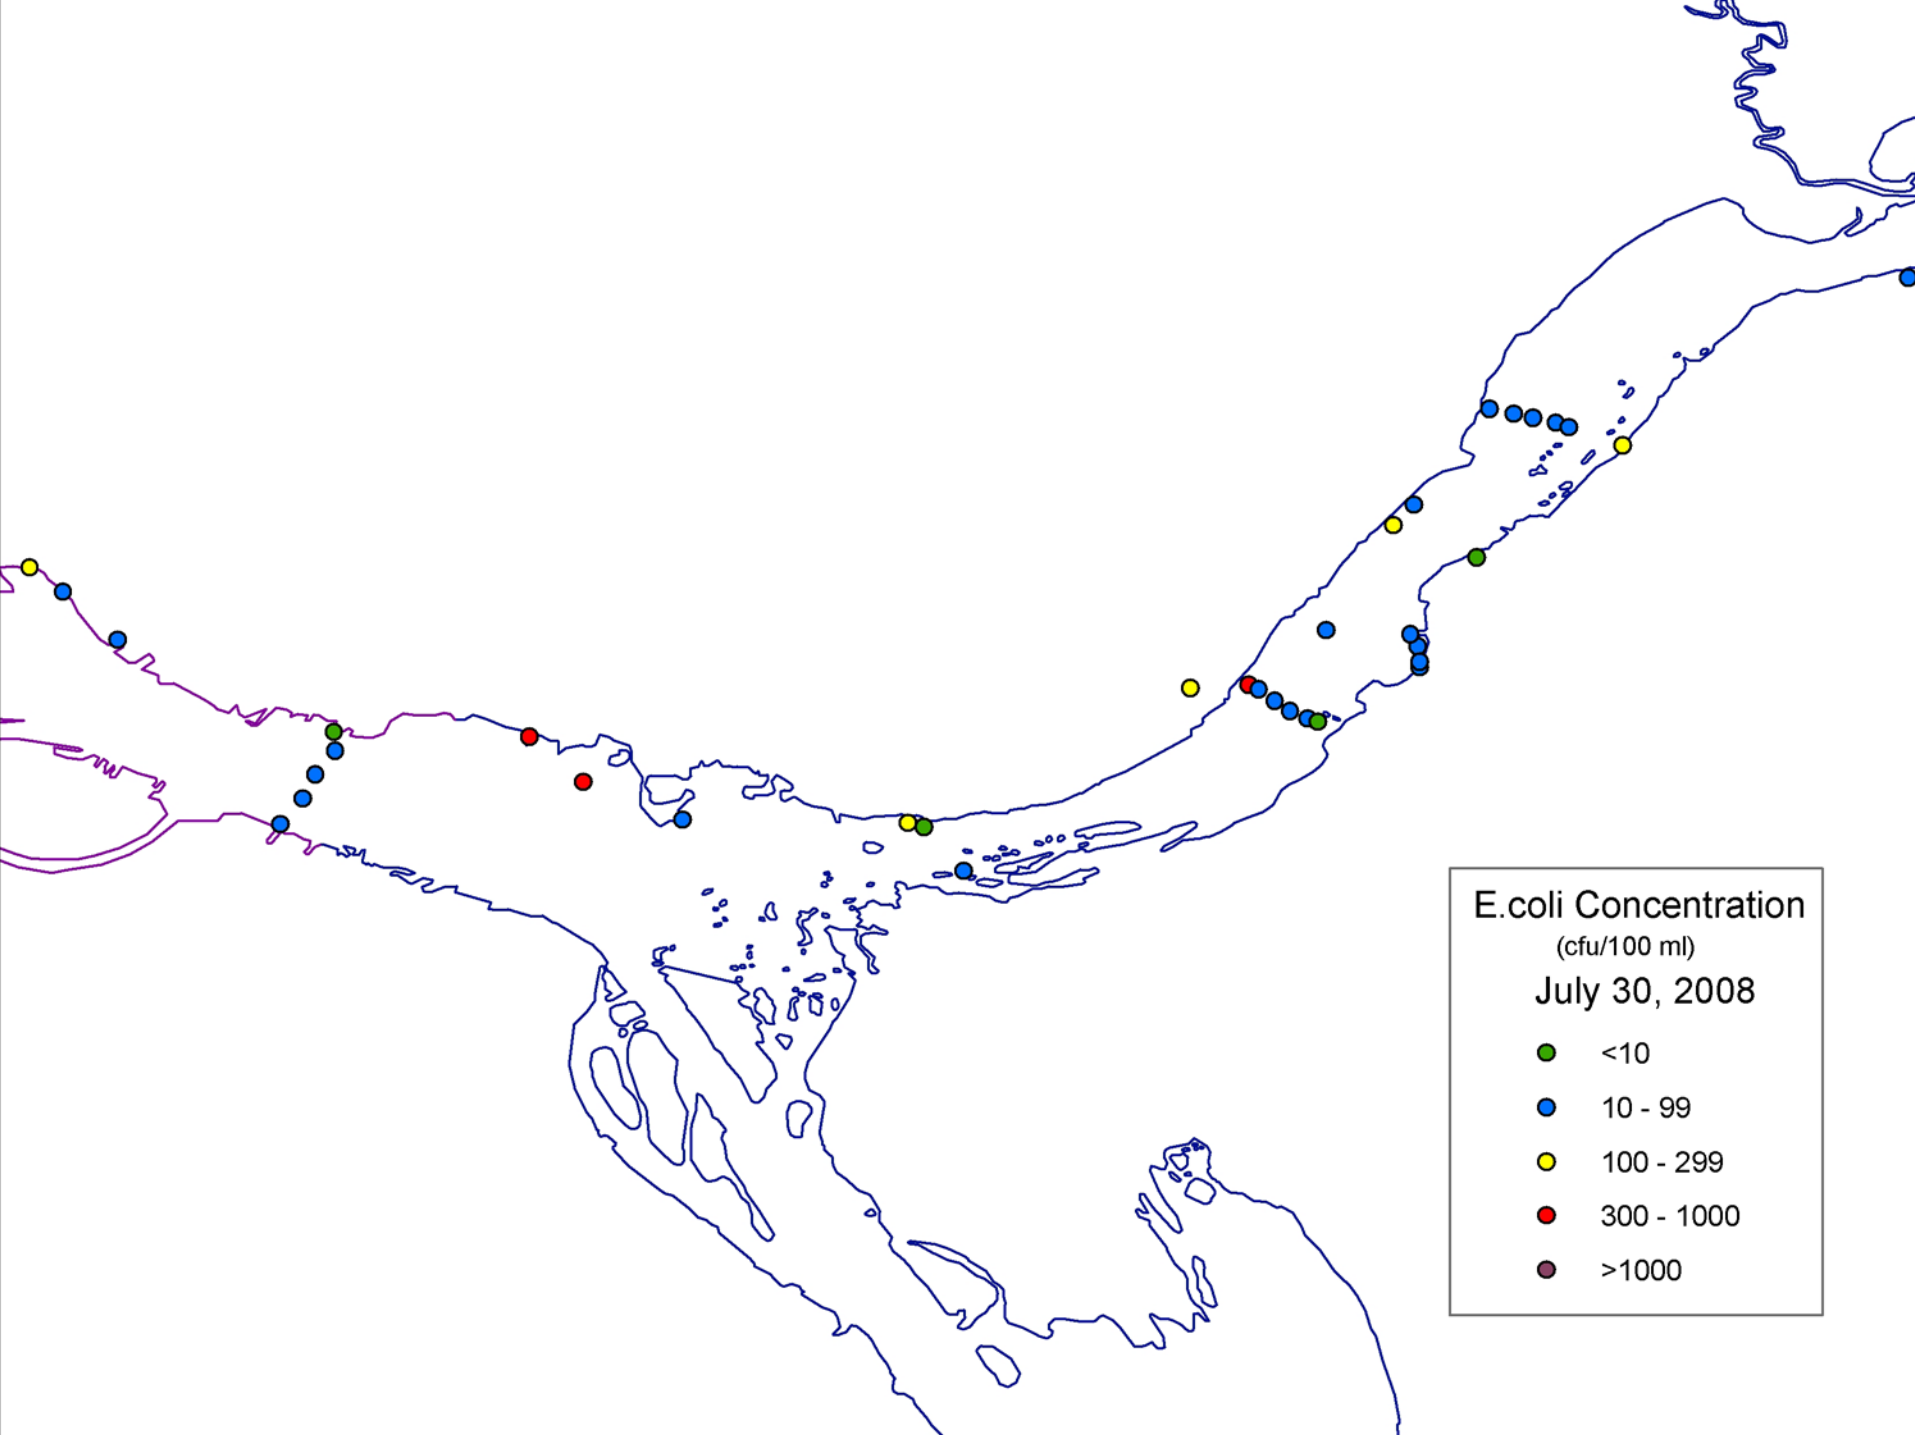 E.coli Concentration
(cfu/100 ml)
July 30, 2008
<10
10 - 99
100 - 299
300 - 1000
>1000